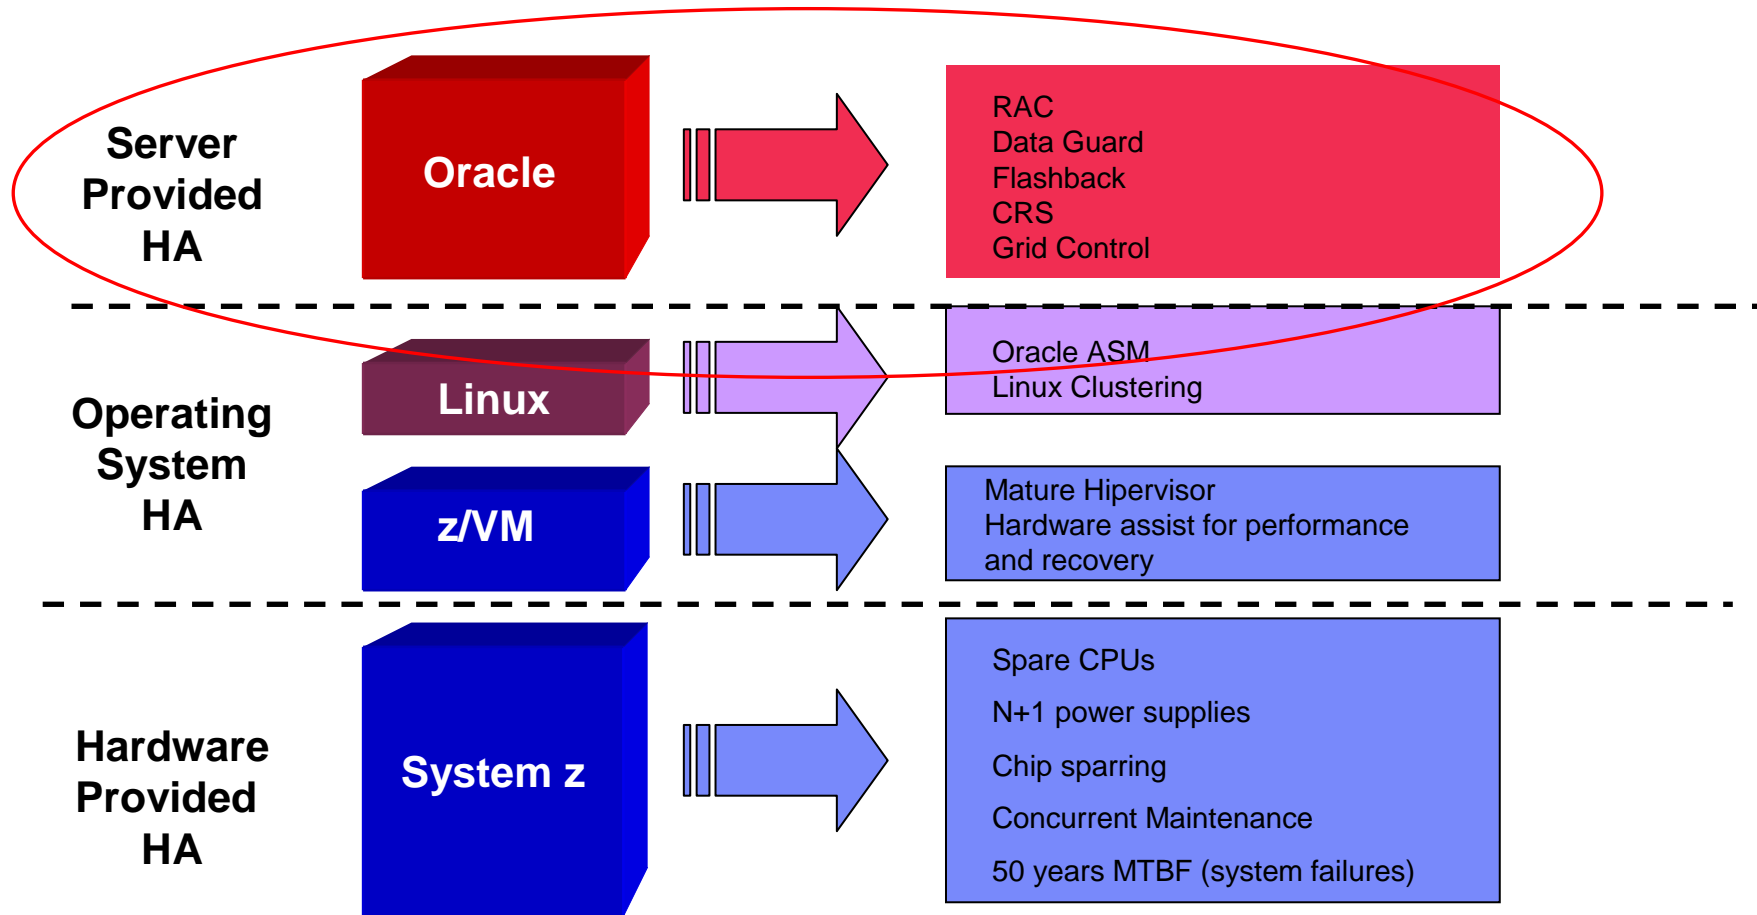 Server
Provided
HA
Oracle
RAC
Data Guard
Flashback
CRS
Grid Control
Operating
System
HA
Linux
Oracle ASM
Linux Clustering
z/VM
Mature Hipervisor
Hardware assist for performance
and recovery
Hardware
Provided
HA
System z
Spare CPUs
N+1 power supplies
Chip sparring
Concurrent Maintenance
50 years MTBF (system failures)